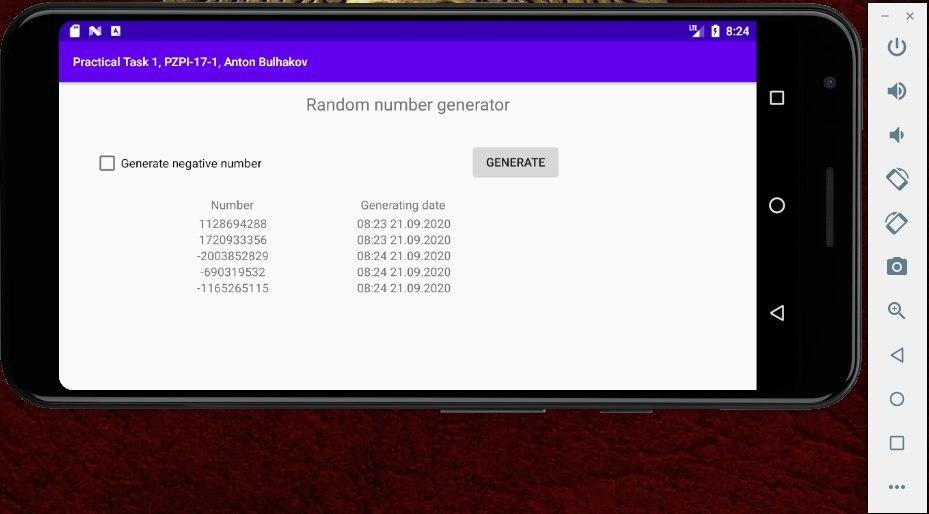 LTE 8:24
Practical Task 1, PZPI-17-1, Anton Bulhakov
Random number generator
Generate negative number GENERATE
Number Generating date
1128694288 08:23 21.09.2020
1720933356 08:23 21.09.2020
-2003852829 08:24 21.09.2020
-690319532 08:24 21.09.2020
-1165265115 08:24 21.09.2020